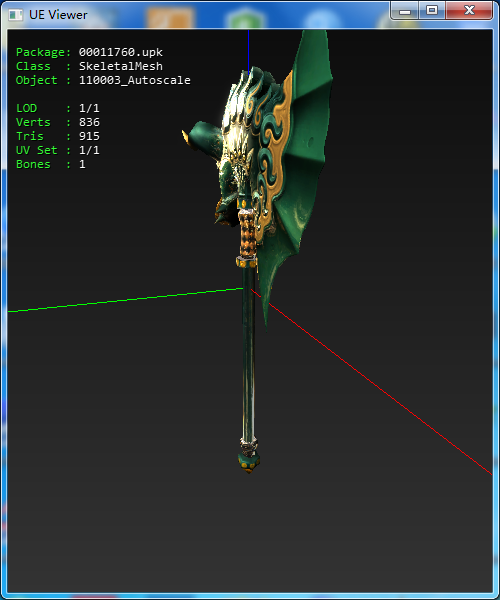 UE Viewer
Package: 00011760.upk
Class : SkeletalMesh
Object : 110003_Autoscale
LOD : 1/1
Verts : 836
Tris : 915
UV Set : 1/1
Bones : 1